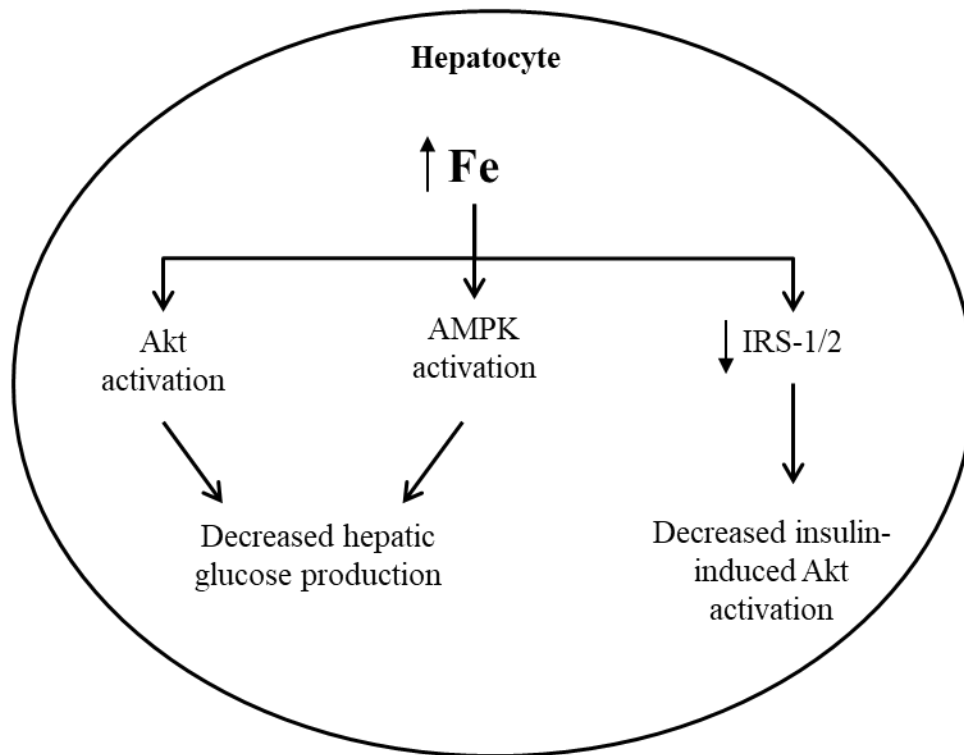 Hepatocyte
↑ Fe
Akt
activation
AMPK
activation
↓ IRS-1/2
Decreased hepatic
glucose production
Decreased insulin-
induced Akt
activation